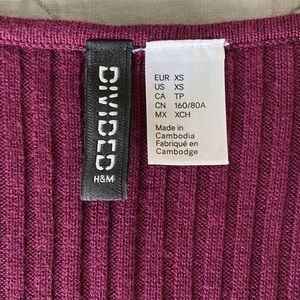 DIVIDED
H&M
EUR XS
US XS
CA TP
CN 160/80A
MX XCH
Made in
Cambodia
Fabriqué en
Cambodge